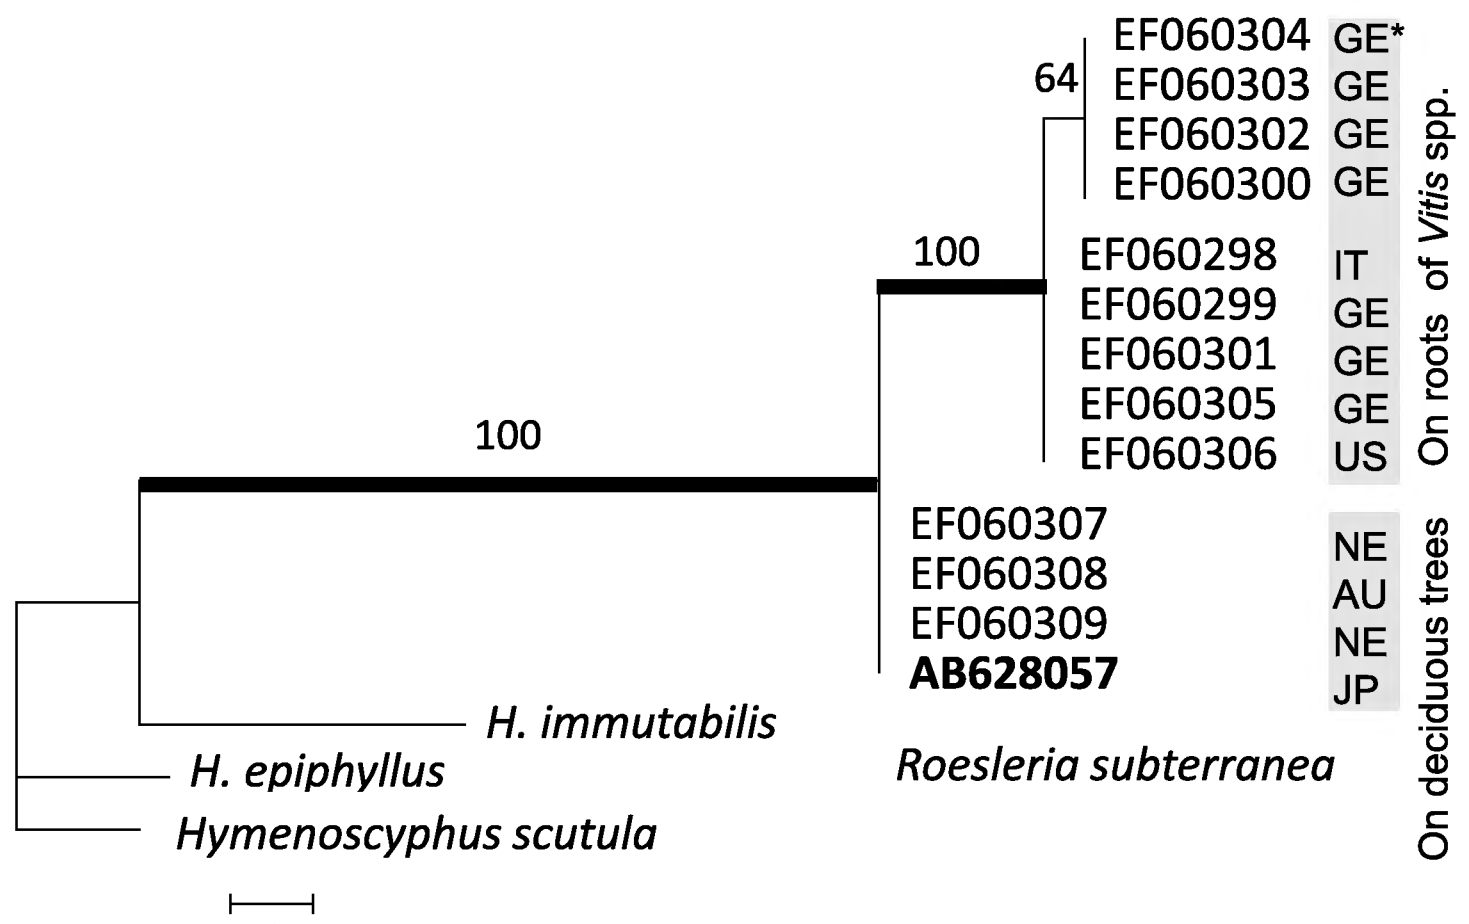 EF060304 GE*
64
EF060303 GE
EF060302 GE
EF060300 GE
100
EF060298 IT
EF060299 GE
EF060301 GE
EF060305 GE
EF060306 US
On roots of Vitis spp.
100
EF060307 NE
EF060308 AU
EF060309 NE
AB628057 JP
On deciduous trees
H. immutabilis
Roesleria subterranea
H. epiphyllus
Hymenoscyphus scutula